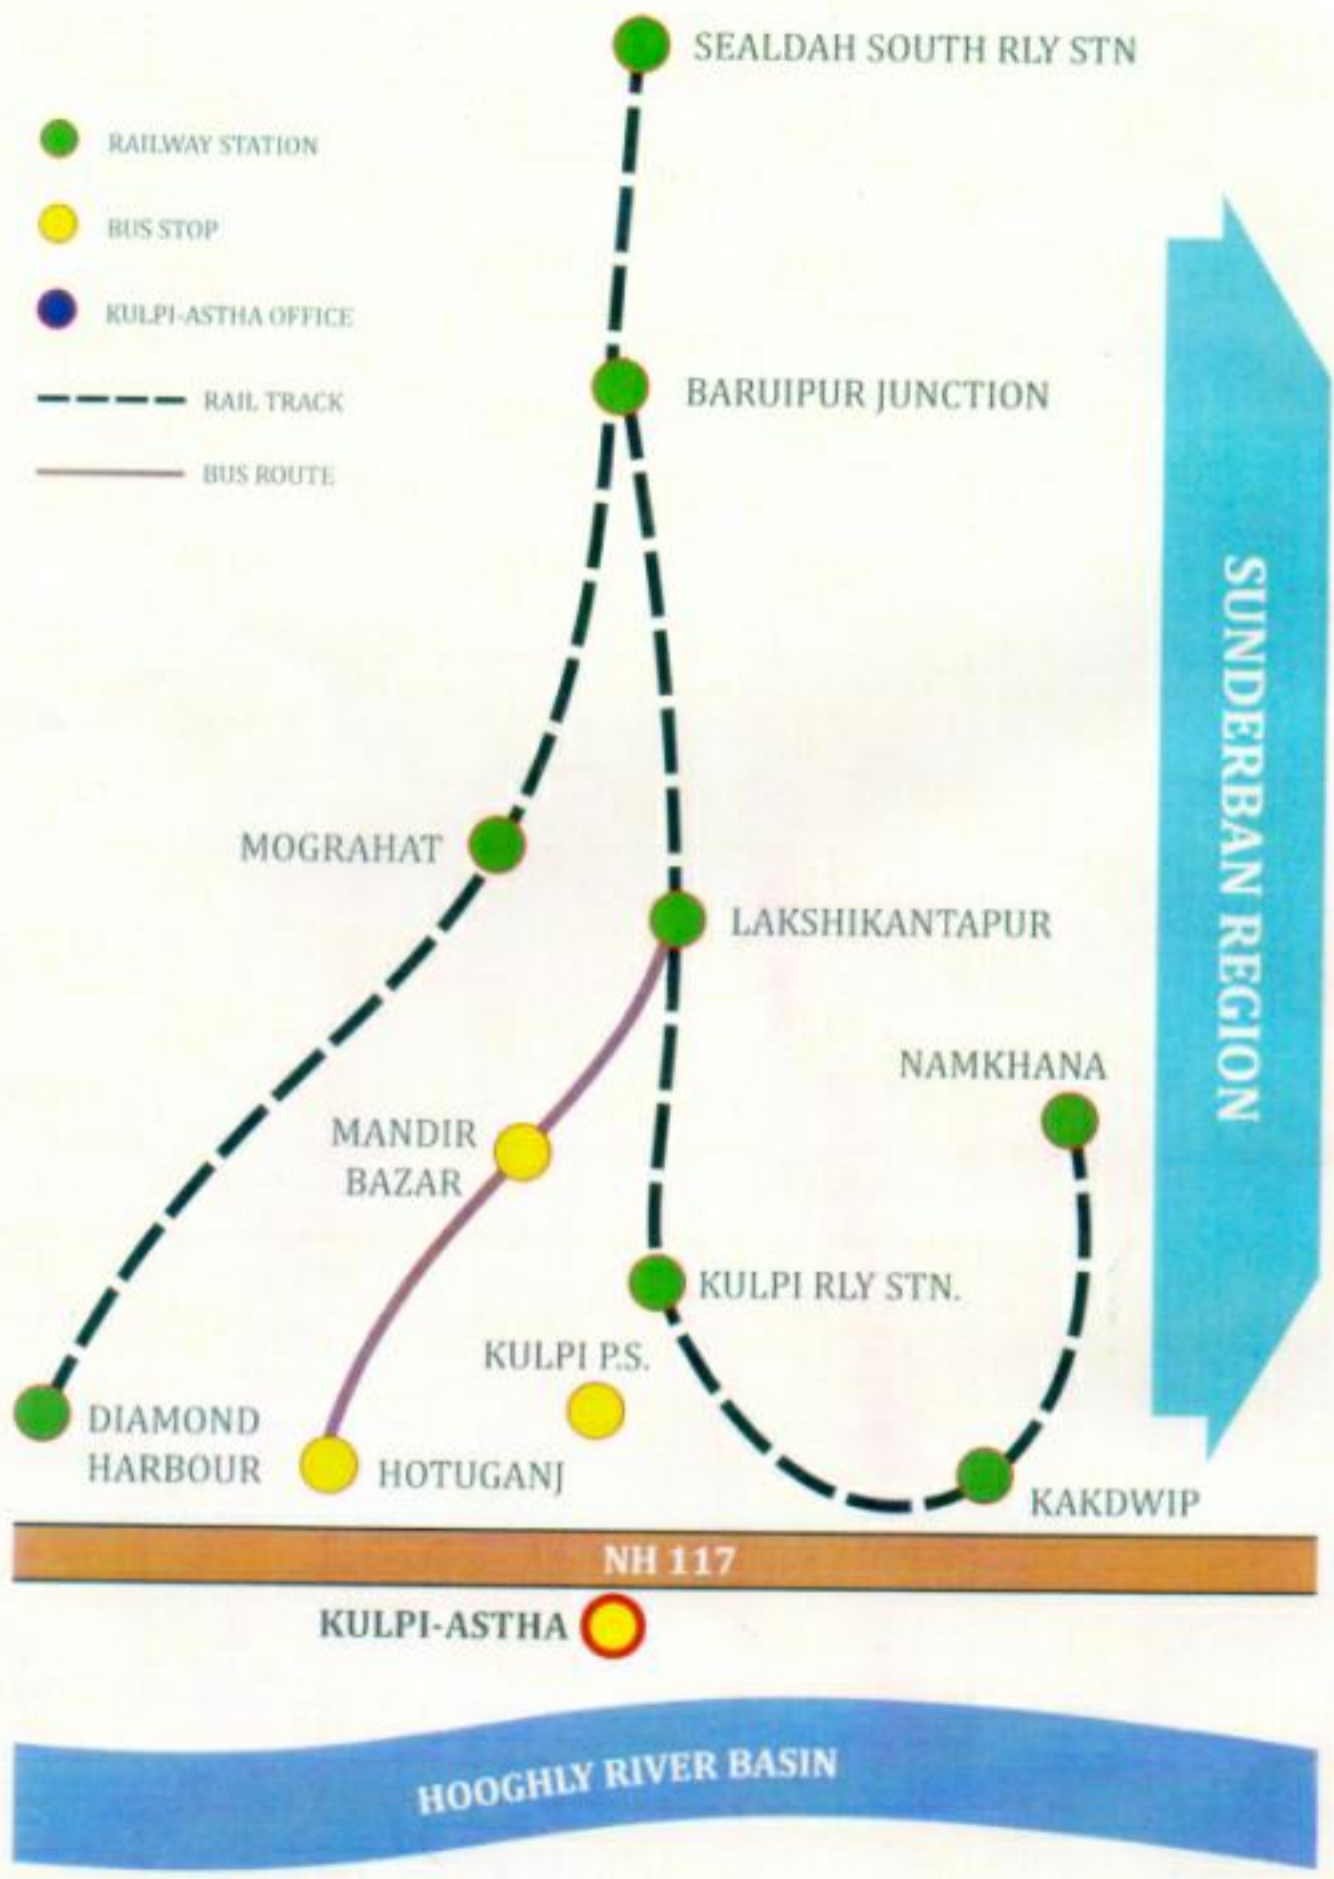 SEALDAH SOUTH RLY STN
RAILWAY STATION
BUS STOP
KULPI-ASTHA OFFICE
RAIL TRACK
BUS ROUTE
BARUIPUR JUNCTION
SUNDERBAN REGION
MOGRAHAT
LAKSHIKANTAPUR
NAMKHANA
MANDIR
BAZAR
KULPI RLY STN.
KULPI P.S.
DIAMOND
HARBOUR
HOTUGANJ
KAKDWIP
NH 117
KULPI-ASTHA
HOOGHLY RIVER BASIN